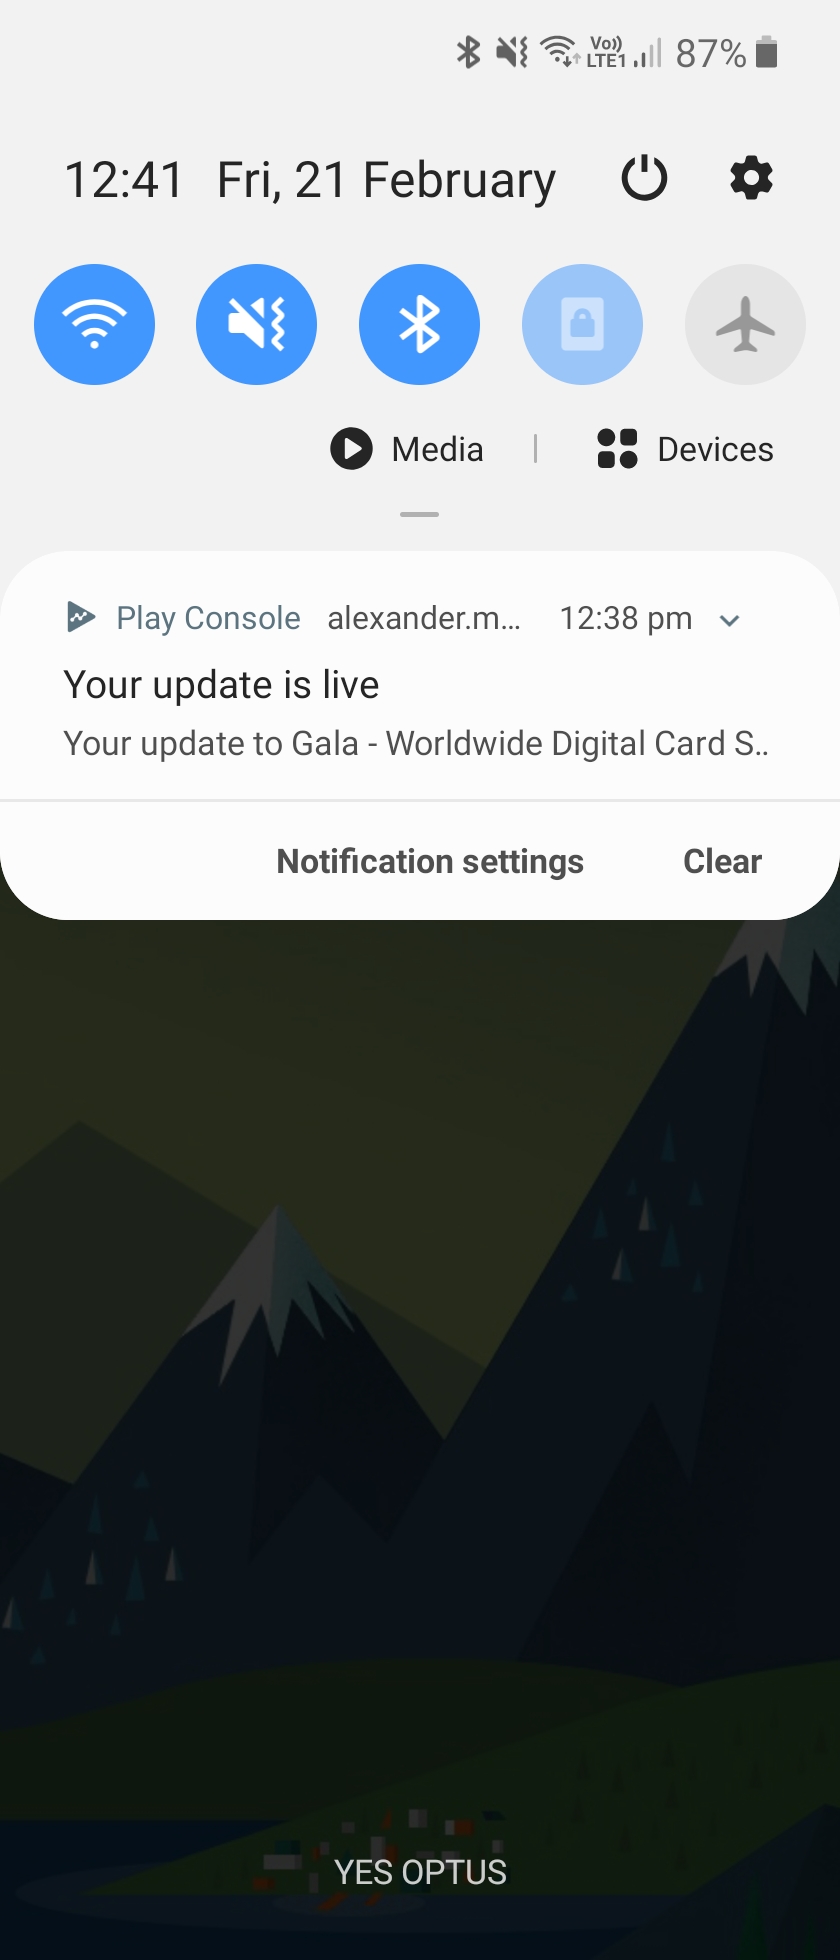 Vo)) LTE1 87%
12:41 Fri, 21 February
Media | Devices
Play Console alexander.m... 12:38 pm
Your update is live
Your update to Gala - Worldwide Digital Card S..
Notification settings Clear
YES OPTUS